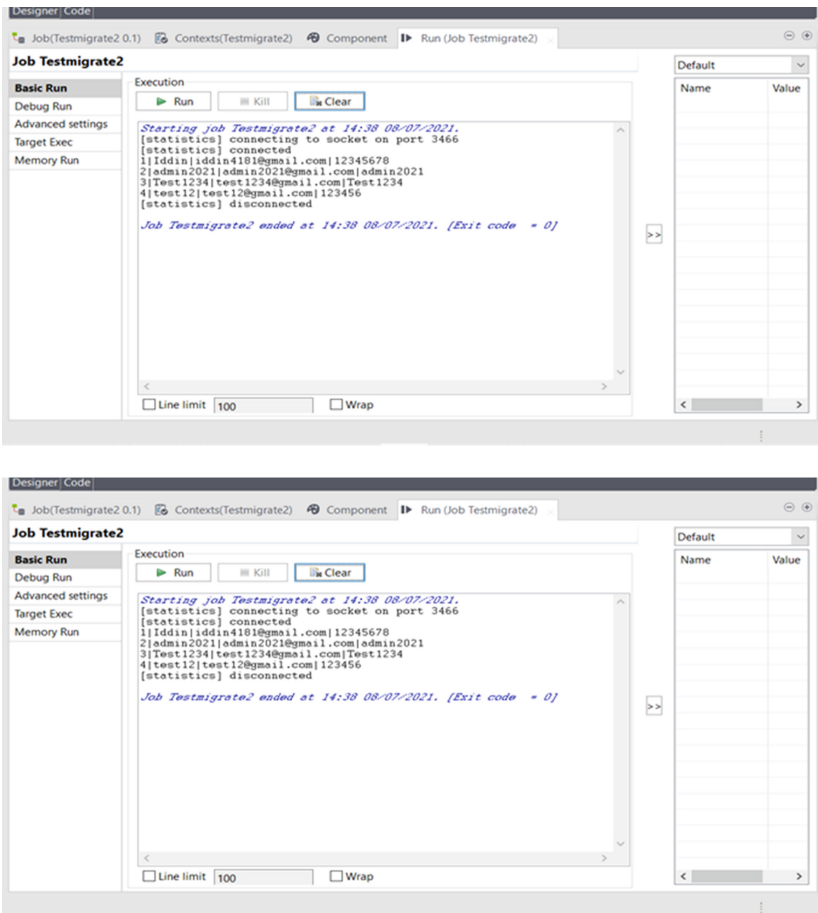 Designer Code
Job(Testmigrate2 0.1) Contexts(Testmigrate2) Component Run (Job Testmigrate2)
Job Testmigrate2
Default
Basic Run
Debug Run
Advanced settings
Target Exec
Memory Run
Execution
Run Kill Clear
Name Value
Starting job Testmigrate2 at 14:38 08/07/2021.
[statistics] connecting to socket on port 3466
[statistics] connected
1|Iddin|iddin4181@gmail.com|12345678
2|admin2021|admin2021@gmail.com|admin2021
3|Test1234|test1234@gmail.com|Test1234
4|test12|test12@gmail.com|123456
[statistics] disconnected
Job Testmigrate2 ended at 14:38 08/07/2021. [Exit code = 0]
>>
Line limit 100 Wrap
Designer Code
Job(Testmigrate2 0.1) Contexts(Testmigrate2) Component Run (Job Testmigrate2)
Job Testmigrate2
Default
Basic Run
Debug Run
Advanced settings
Target Exec
Memory Run
Execution
Run Kill Clear
Name Value
Starting job Testmigrate2 at 14:38 08/07/2021.
[statistics] connecting to socket on port 3466
[statistics] connected
1|Iddin|iddin4181@gmail.com|12345678
2|admin2021|admin2021@gmail.com|admin2021
3|Test1234|test1234@gmail.com|Test1234
4|test12|test12@gmail.com|123456
[statistics] disconnected
Job Testmigrate2 ended at 14:38 08/07/2021. [Exit code = 0]
>>
Line limit 100 Wrap